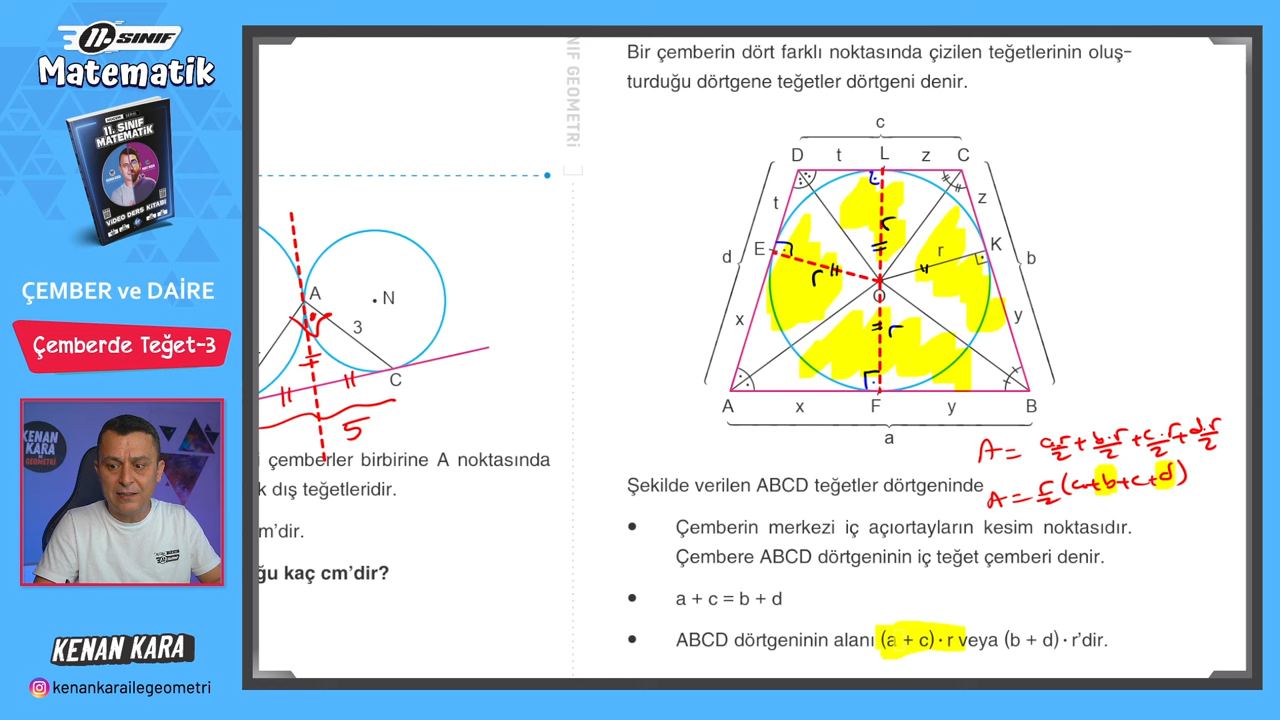 11. SINIF
Matematik
11. SINIF
MATEMATİK
VİDEO DERS KİTABI
ÇEMBER ve DAİRE
Çemberde Teğet-3
KENAN KARA
kenankarailegeometri
NIF GEOMETRİ
A
N
3
C
5
çemberler birbirine A noktasında
k dış teğetleridir.
m'dir.
ğu kaç cm'dir?
Bir çemberin dört farklı noktasında çizilen teğetlerinin oluş-
turduğu dörtgene teğetler dörtgeni denir.
c
D t L z C
t r z
d E r r K b
O
x r y
A x F y B
a
A = a.r/2 + b.r/2 + c.r/2 + d.r/2
A = r/2 (a+b+c+d)
Şekilde verilen ABCD teğetler dörtgeninde
• Çemberin merkezi iç açıortayların kesim noktasıdır.
Çembere ABCD dörtgeninin iç teğet çemberi denir.
• a + c = b + d
• ABCD dörtgeninin alanı (a + c) · r veya (b + d) · r'dir.